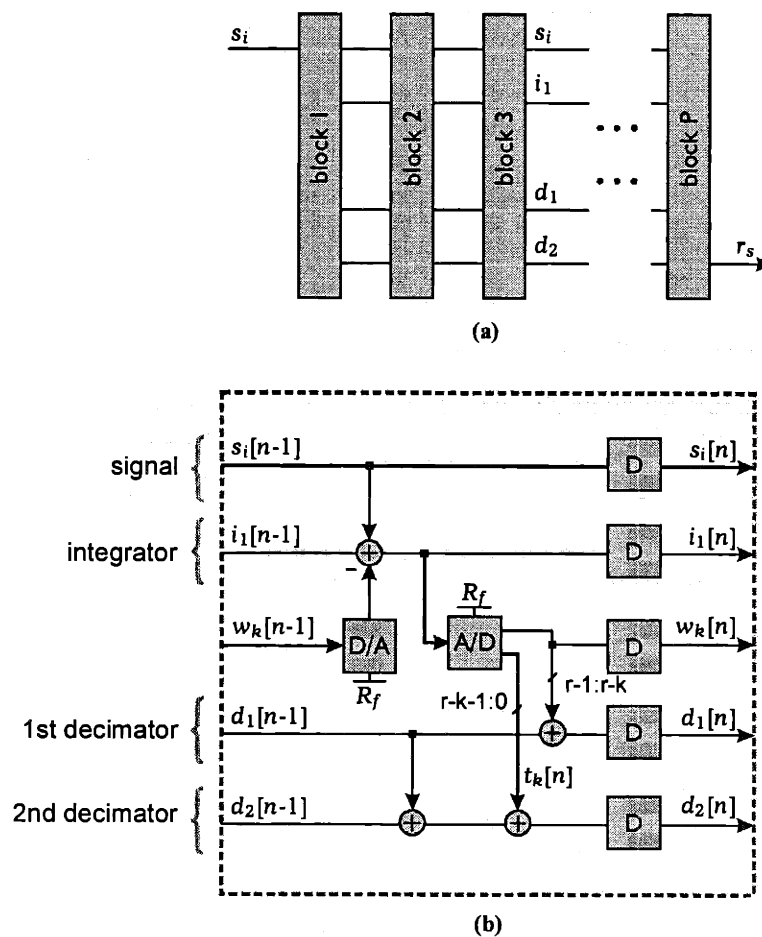 s_i
block 1
block 2
block 3
block P
s_i
i_1
d_1
d_2
r_s
(a)
signal
s_i[n-1]
D
s_i[n]
integrator
i_1[n-1]
+
-
D
i_1[n]
w_k[n-1]
D/A
R_f
R_f
A/D
D
w_k[n]
r-k-1:0
r-1:r-k
1st decimator
d_1[n-1]
+
D
d_1[n]
t_k[n]
2nd decimator
d_2[n-1]
+
+
D
d_2[n]
(b)